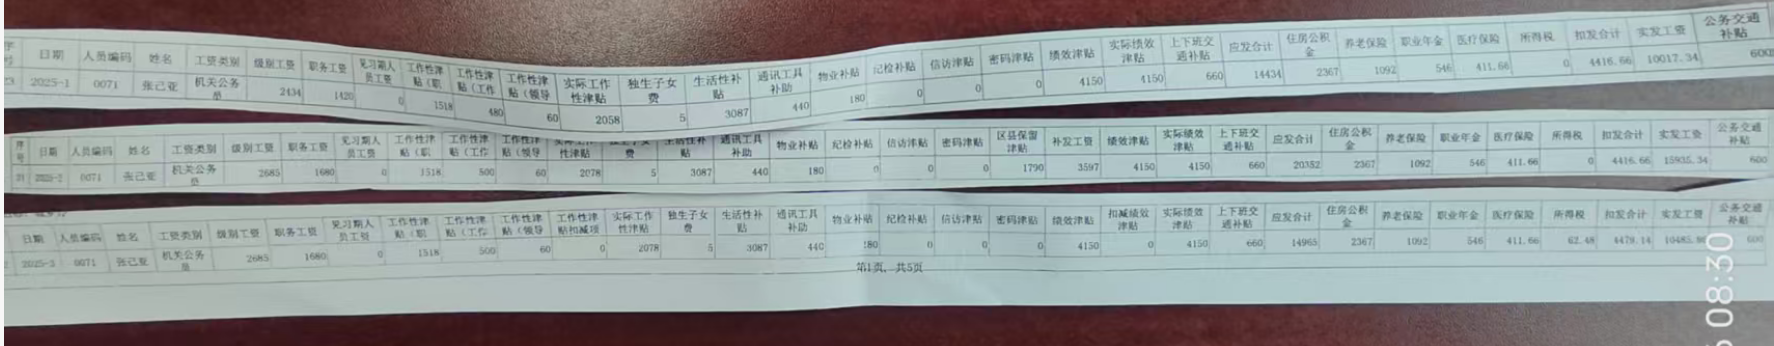 日期 人员编码 姓名 工资类别 级别工资 职务工资 见习期人员工资 工作性津贴（职 工作性津贴（工作 工作性津贴（领导 实际工作性津贴 独生子女费 生活性补贴 通讯工具补助 物业补贴 纪检补贴 信访津贴 密码津贴 绩效津贴 实际绩效津贴 上下班交通补贴 应发合计 住房公积金 养老保险 职业年金 医疗保险 所得税 扣发合计 实发工资 公务交通补贴
23 2025-1 0071 张己亚 机关公务员 2434 1420 0 1518 480 60 2058 5 3087 440 180 0 0 0 4150 4150 660 14434 2367 1092 546 411.66 0 4416.66 10017.34 600
序号 日期 人员编码 姓名 工资类别 级别工资 职务工资 见习期人员工资 工作性津贴（职 工作性津贴（工作 工作性津贴（领导 实际工作性津贴 独生子女费 生活性补贴 通讯工具补助 物业补贴 纪检补贴 信访津贴 密码津贴 区县保留津贴 补发工资 绩效津贴 实际绩效津贴 上下班交通补贴 应发合计 住房公积金 养老保险 职业年金 医疗保险 所得税 扣发合计 实发工资 公务交通补贴
2025-2 0071 张己亚 机关公务员 2685 1680 0 1518 500 60 2078 5 3087 440 180 0 0 0 1790 3597 4150 4150 660 20352 2367 1092 546 411.66 0 4416.66 15935.34 600
日期 人员编码 姓名 工资类别 级别工资 职务工资 见习期人员工资 工作性津贴（职 工作性津贴（工作 工作性津贴（领导 工作性津贴扣减项 实际工作性津贴 独生子女费 生活性补贴 通讯工具补助 物业补贴 纪检补贴 信访津贴 密码津贴 绩效津贴 扣减绩效津贴 实际绩效津贴 上下班交通补贴 应发合计 住房公积金 养老保险 职业年金 医疗保险 所得税 扣发合计 实发工资 公务交通补贴
2025-3 0071 张己亚 机关公务员 2685 1680 0 1518 500 60 0 2078 5 3087 440 180 0 0 0 4150 0 4150 660 14965 2367 1092 546 411.66 62.48 4479.14 10485.86 600
第1页，共5页
08:30